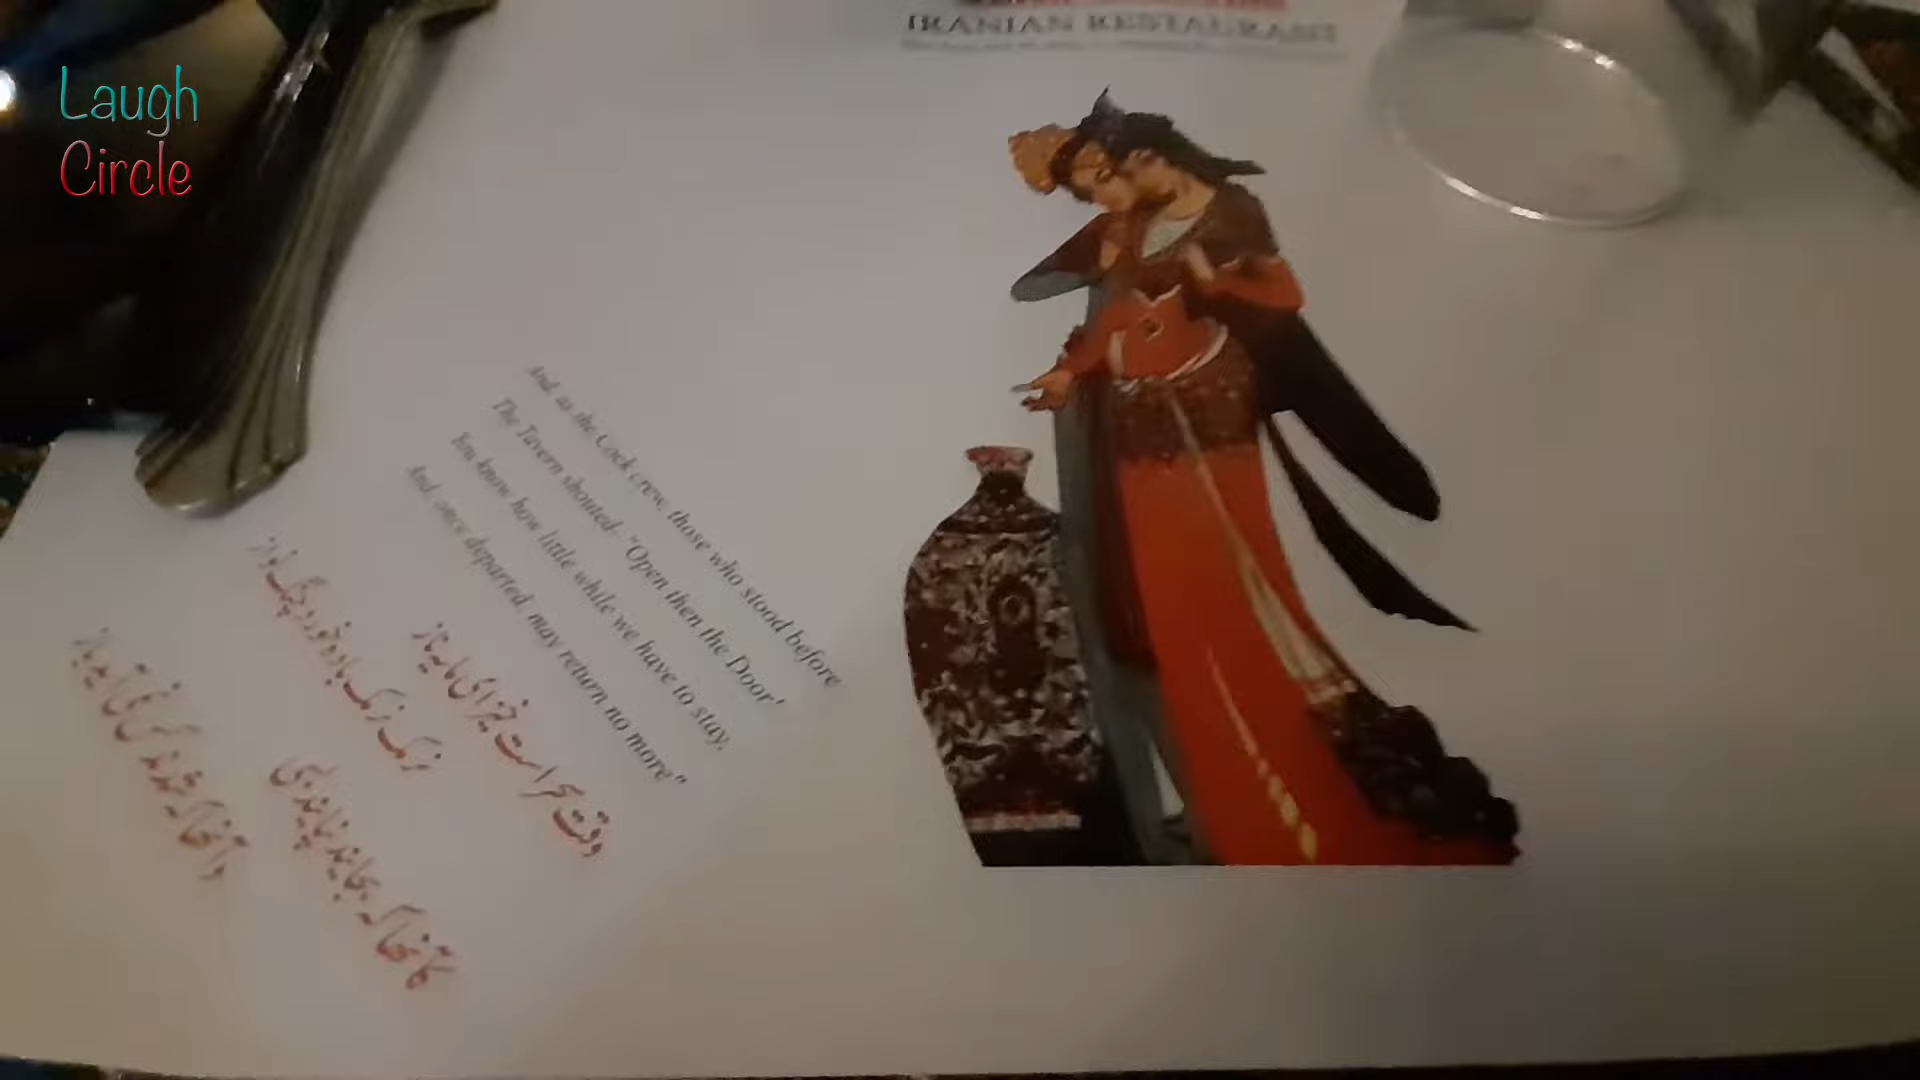 Laugh
Circle
IRANIAN RESTAURANT
And, as the Cock crew, those who stood before
The Tavern shouted- "Open then the Door'
You know how little while we have to stay,
And, once departed, may return no more"
وقت سحر است خیز ای مایه ناز
نرمک نرمک باده خور و چنگ نواز
کآنها که بجایند نپایند بسی
وآنها که شدند کس نمی آید باز